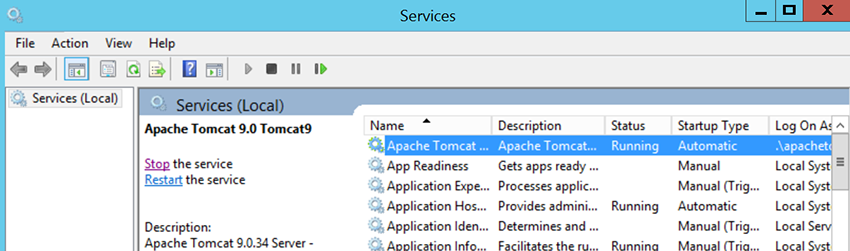 Services
File Action View Help
Services (Local)
Services (Local)
Apache Tomcat 9.0 Tomcat9
Stop the service
Restart the service
Description:
Apache Tomcat 9.0.34 Server -
Name Description Status Startup Type Log On As
Apache Tomcat ... Apache Tomcat... Running Automatic .\apacheto
App Readiness Gets apps ready ... Manual Local Syst
Application Expe... Processes applic... Manual (Trig... Local Syst
Application Hos... Provides admini... Running Automatic Local Syst
Application Iden... Determines and ... Manual (Trig... Local Serv
Application Info... Facilitates the ru... Running Manual (Trig... Local Syst